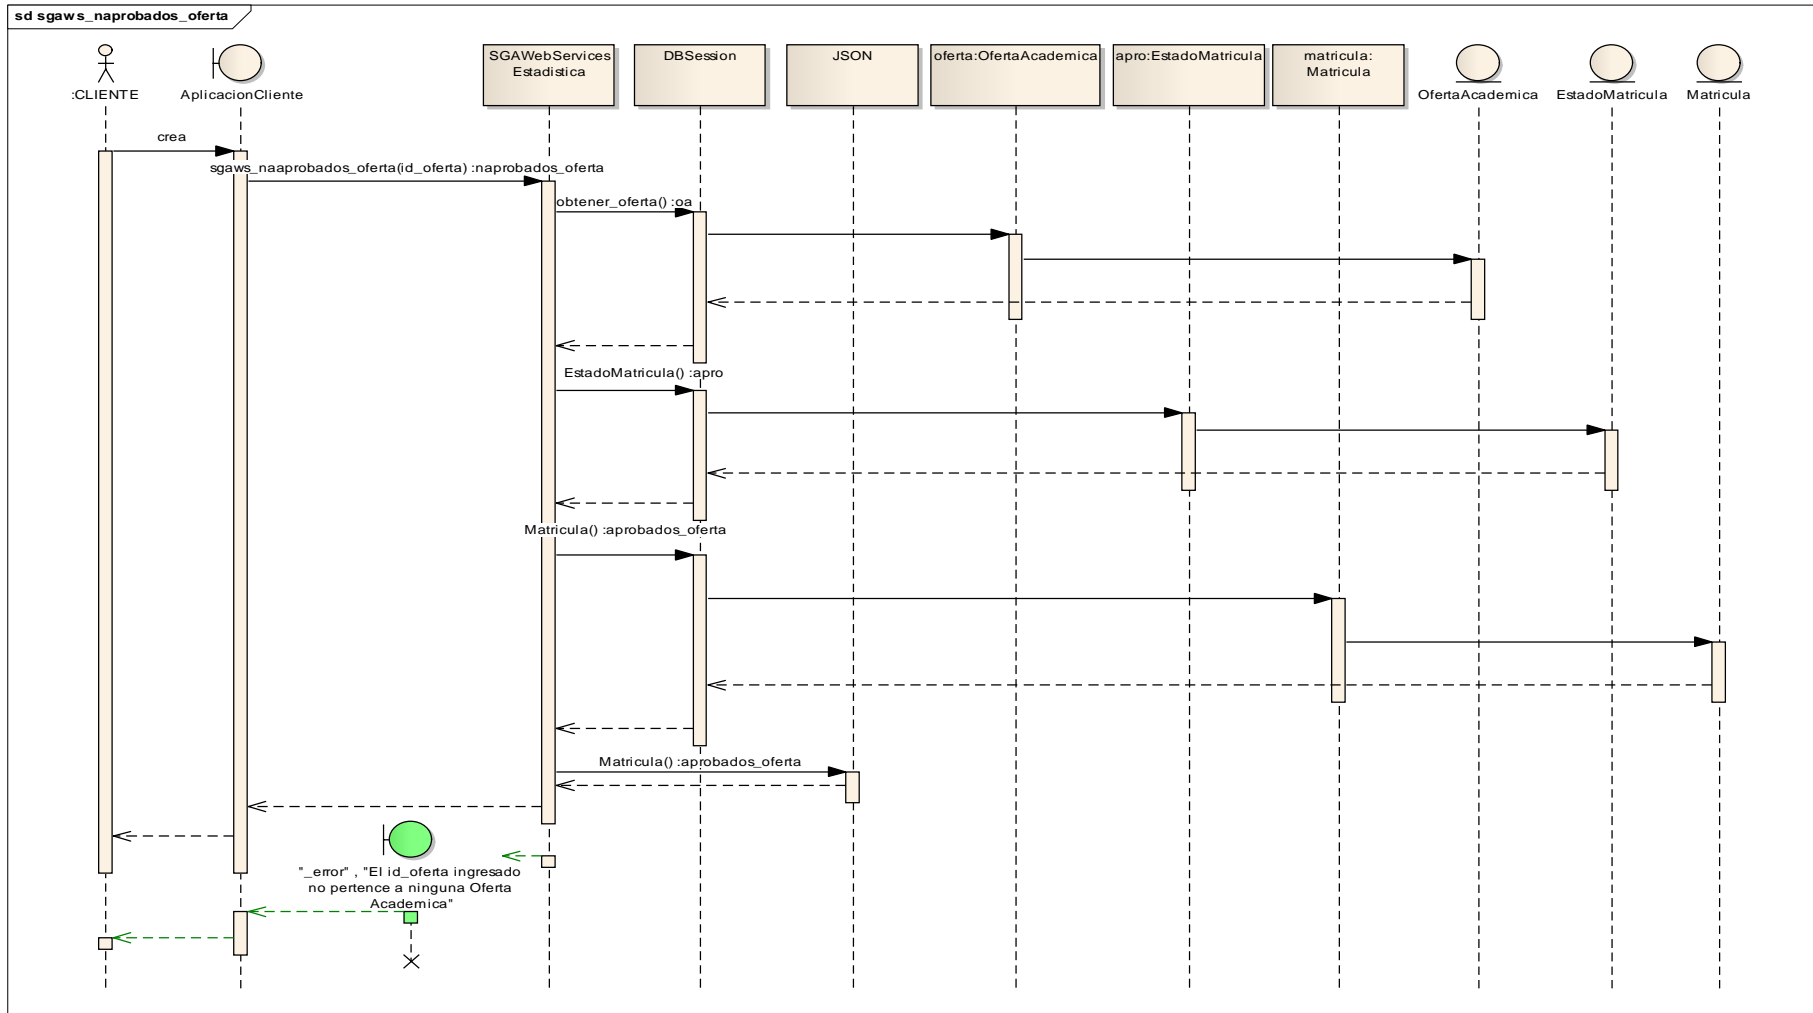 sd sgaws_naprobados_oferta
:CLIENTE
AplicacionCliente
SGAWebServices
Estadistica
DBSession
JSON
oferta:OfertaAcademica
apro:EstadoMatricula
matricula:
Matricula
OfertaAcademica
EstadoMatricula
Matricula
crea
sgaws_naaprobados_oferta(id_oferta) :naprobados_oferta
obtener_oferta() :oa
EstadoMatricula() :apro
Matricula() :aprobados_oferta
Matricula() :aprobados_oferta
"_error" , "El id_oferta ingresado
no pertence a ninguna Oferta
Academica"